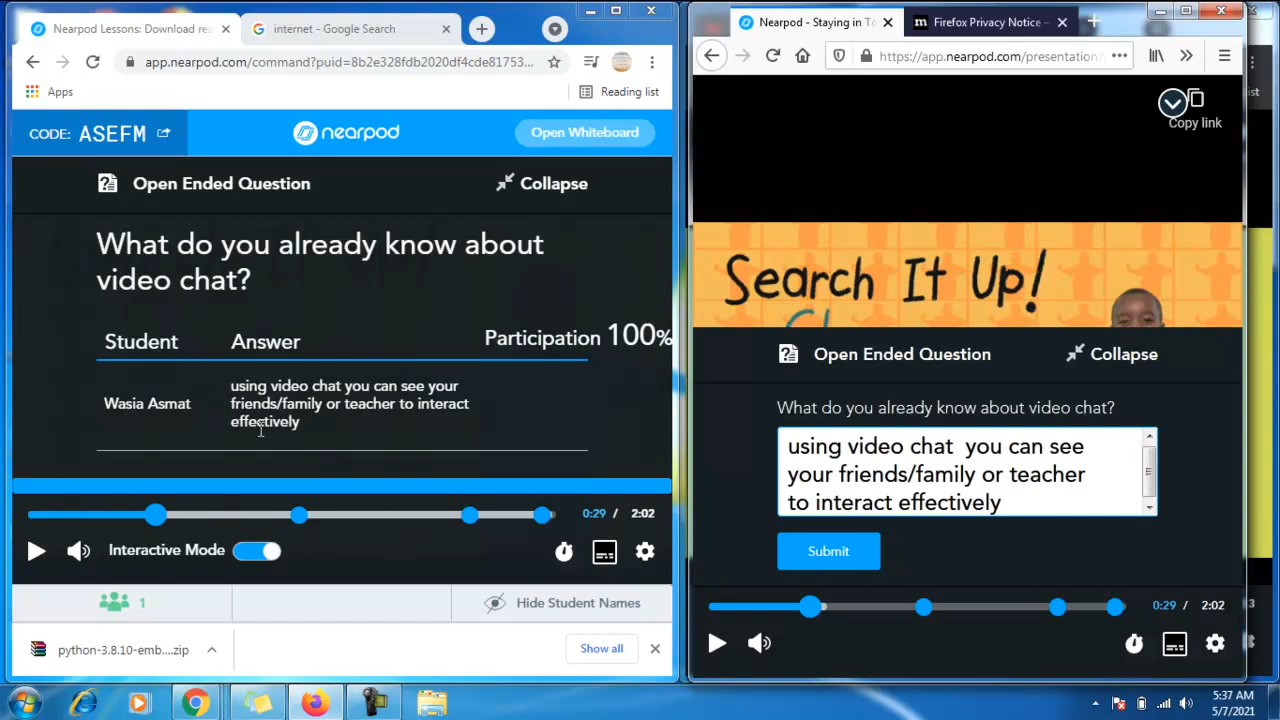 Nearpod Lessons: Download rea
internet - Google Search
app.nearpod.com/command?puid=8b2e328fdb2020df4cde81753...
Apps
Reading list
CODE: ASEFM
nearpod
Open Whiteboard
Open Ended Question
Collapse
What do you already know about
video chat?
Student
Answer
Participation 100%
Wasia Asmat
using video chat you can see your
friends/family or teacher to interact
effectively
0:29 / 2:02
Interactive Mode
1
Hide Student Names
python-3.8.10-emb....zip
Show all
Nearpod - Staying in To
Firefox Privacy Notice —
https://app.nearpod.com/presentation?
ist
Copy link
Search It Up!
Open Ended Question
Collapse
What do you already know about video chat?
using video chat  you can see
your friends/family or teacher
to interact effectively
Submit
0:29 / 2:02
3
5:37 AM
5/7/2021